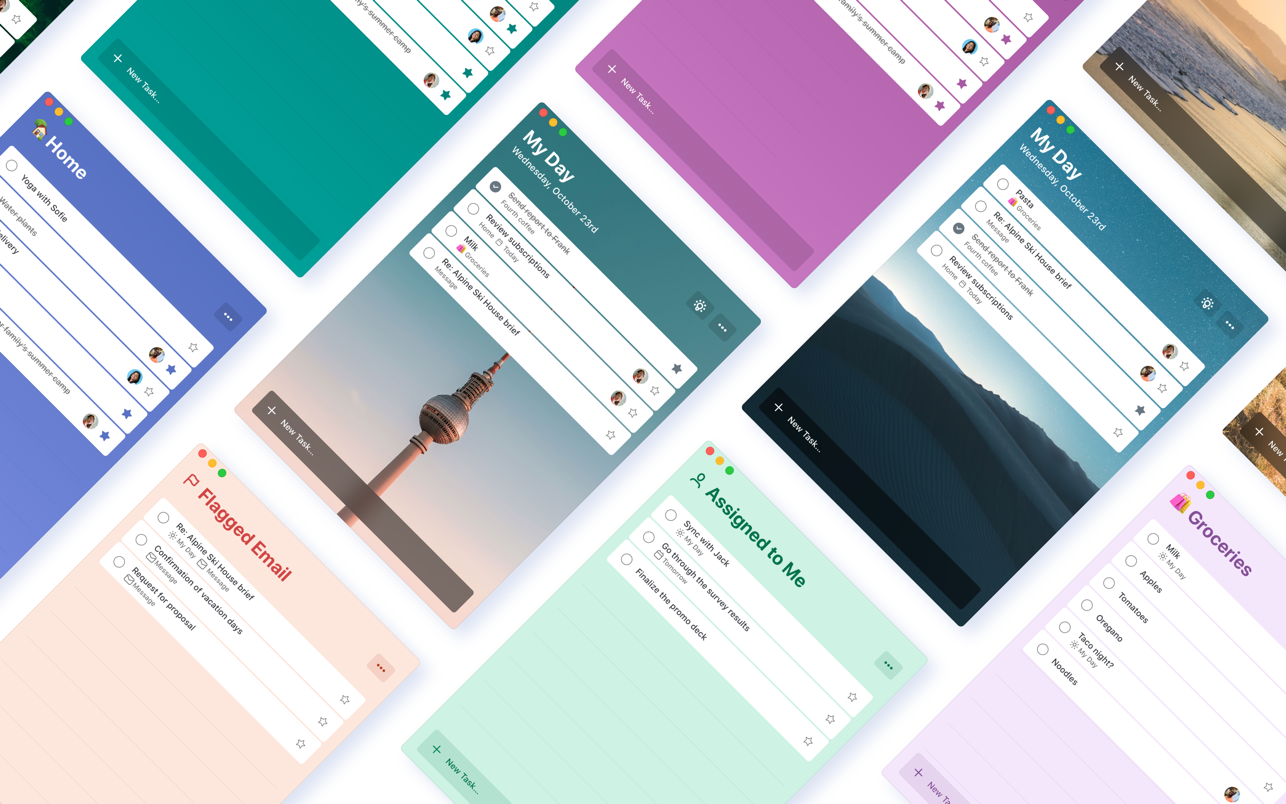 y's-summer-camp
New Task...
family's-summer-camp
New Task...
New Task...
Home
Yoga with Sofie
Water plants
elivery
r-family's-summer-camp
My Day
Wednesday, October 23rd
Send report to Frank
Fourth coffee
Review subscriptions
Home Today
Milk
Groceries
Re: Alpine Ski House brief
Message
New Task...
My Day
Wednesday, October 23rd
Pasta
Groceries
Re: Alpine Ski House brief
Message
Send report to Frank
Fourth coffee
Review subscriptions
Home Today
New Task...
New T
Flagged Email
Re: Alpine Ski House brief
My Day Message
Confirmation of vacation days
Message
Request for proposal
Message
Assigned to Me
Sync with Jack
My Day
Go through the survey results
Tomorrow
Finalize the promo deck
New Task...
Groceries
Milk
My Day
Apples
Tomatoes
Oregano
Taco night?
My Day
Noodles
New Ta